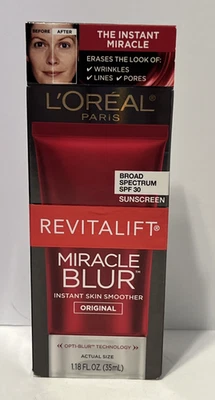 BEFORE AFTER
THE INSTANT
MIRACLE
ERASES THE LOOK OF:
✔ WRINKLES
✔ LINES ✔ PORES
L'ORÉAL
PARIS
BROAD
SPECTRUM
SPF 30
SUNSCREEN
REVITALIFT®
MIRACLE
BLUR™
INSTANT SKIN SMOOTHER
ORIGINAL
«OPTI-BLUR™ TECHNOLOGY»
ACTUAL SIZE
1.18 FL.OZ. (35mL)